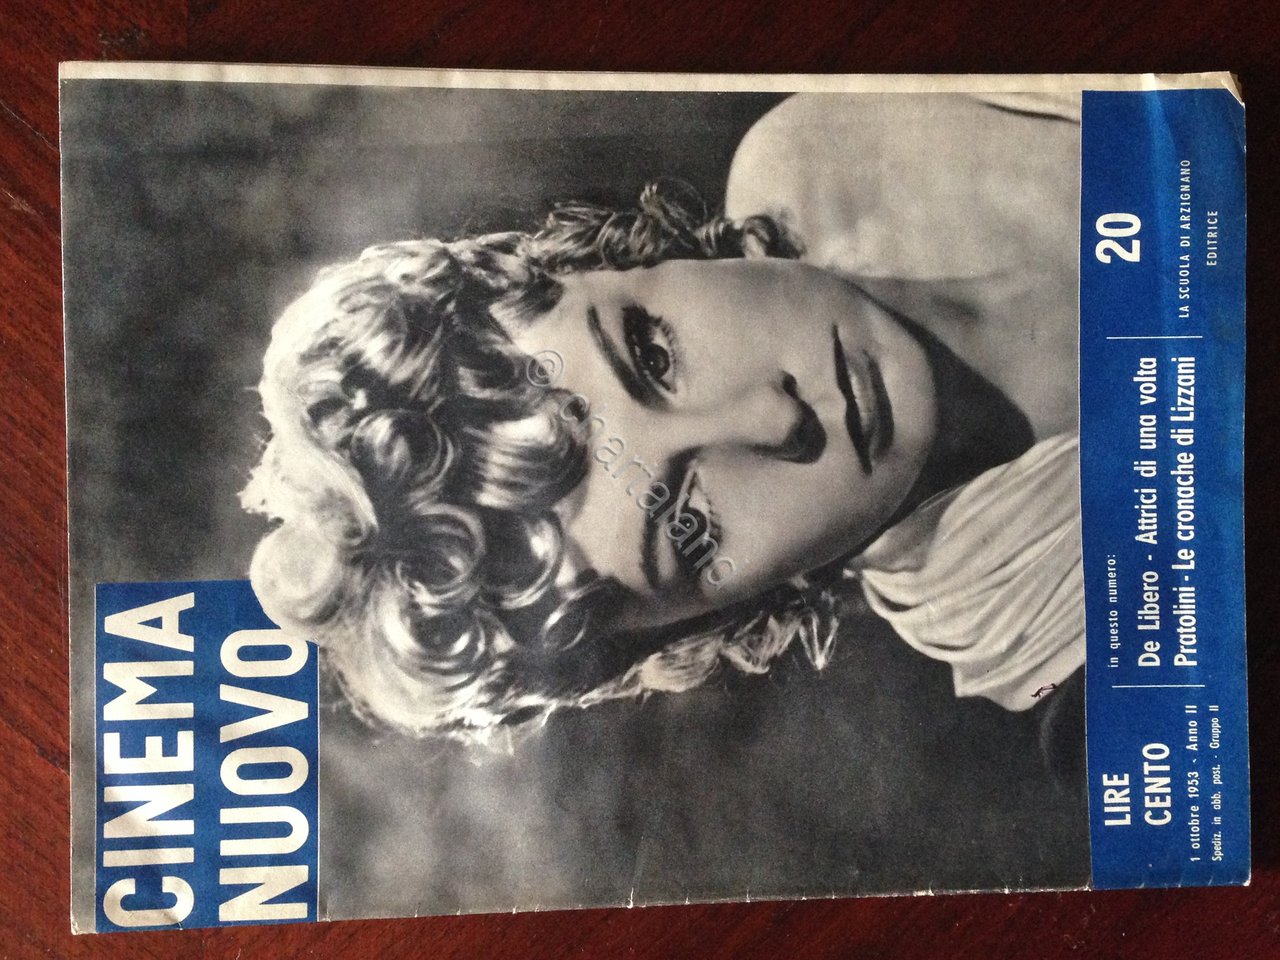 CINEMA
NUOVO
LIRE
CENTO
1 ottobre 1953 - Anno II
Spediz. in abb. post. - Gruppo II
in questo numero:
De Libero - Attrici di una volta
Pratolini - Le cronache di Lizzani
20
LA SCUOLA DI ARZIGNANO
EDITRICE